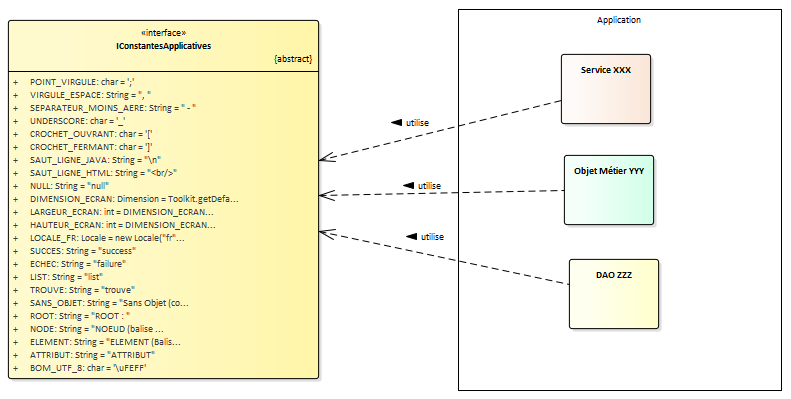 «interface»
IConstantesApplicatives
{abstract}
+ POINT_VIRGULE: char = ';'
+ VIRGULE_ESPACE: String = ", "
+ SEPARATEUR_MOINS_AERE: String = " - "
+ UNDERSCORE: char = '_'
+ CROCHET_OUVRANT: char = '['
+ CROCHET_FERMANT: char = ']'
+ SAUT_LIGNE_JAVA: String = "\n"
+ SAUT_LIGNE_HTML: String = "<br/>"
+ NULL: String = "null"
+ DIMENSION_ECRAN: Dimension = Toolkit.getDefa...
+ LARGEUR_ECRAN: int = DIMENSION_ECRAN...
+ HAUTEUR_ECRAN: int = DIMENSION_ECRAN...
+ LOCALE_FR: Locale = new Locale("fr"...
+ SUCCES: String = "success"
+ ECHEC: String = "failure"
+ LIST: String = "list"
+ TROUVE: String = "trouve"
+ SANS_OBJET: String = "Sans Objet (co...
+ ROOT: String = "ROOT : "
+ NODE: String = "NOEUD (balise ...
+ ELEMENT: String = "ELEMENT (Balis...
+ ATTRIBUT: String = "ATTRIBUT"
+ BOM_UTF_8: char = '\uFEFF'
utilise
utilise
utilise
Application
Service XXX
Objet Métier YYY
DAO ZZZ